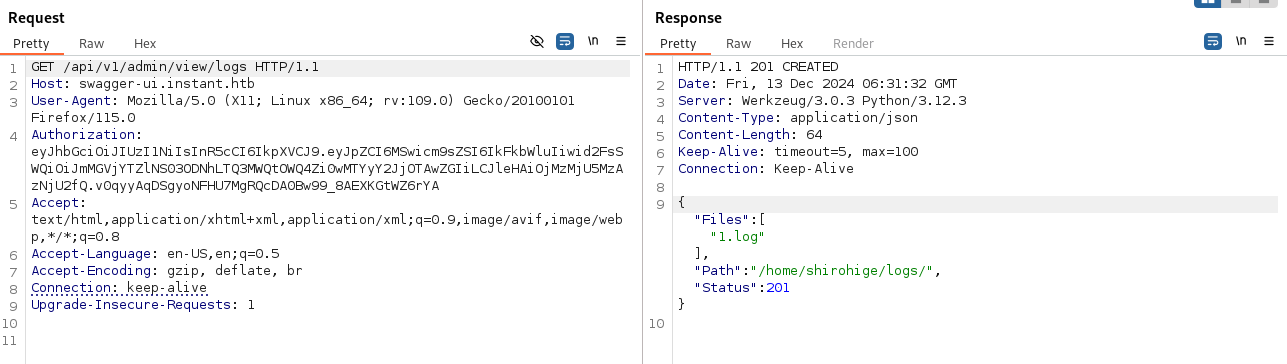 Request
Pretty Raw Hex \n
1 GET /api/v1/admin/view/logs HTTP/1.1
2 Host: swagger-ui.instant.htb
3 User-Agent: Mozilla/5.0 (X11; Linux x86_64; rv:109.0) Gecko/20100101
Firefox/115.0
4 Authorization:
eyJhbGciOiJIUzI1NiIsInR5cCI6IkpXVCJ9.eyJpZCI6MSwicm9sZSI6IkFkbWluIiwid2FsS
WQiOiJmMGVjYTZlNS03ODNhLTQ3MWQtOWQ4Zi0wMTYyY2JjOTAwZGIiLCJleHAiOjMzMjU5MzA
zNjU2fQ.v0qyyAqDSgyoNFHU7MgRQcDA0Bw99_8AEXKGtWZ6rYA
5 Accept:
text/html,application/xhtml+xml,application/xml;q=0.9,image/avif,image/web
p,*/*;q=0.8
6 Accept-Language: en-US,en;q=0.5
7 Accept-Encoding: gzip, deflate, br
8 Connection: keep-alive
9 Upgrade-Insecure-Requests: 1
10
11
Response
Pretty Raw Hex Render \n
1 HTTP/1.1 201 CREATED
2 Date: Fri, 13 Dec 2024 06:31:32 GMT
3 Server: Werkzeug/3.0.3 Python/3.12.3
4 Content-Type: application/json
5 Content-Length: 64
6 Keep-Alive: timeout=5, max=100
7 Connection: Keep-Alive
8
9 {
"Files":[
"1.log"
],
"Path":"/home/shirohige/logs/",
"Status":201
}
10